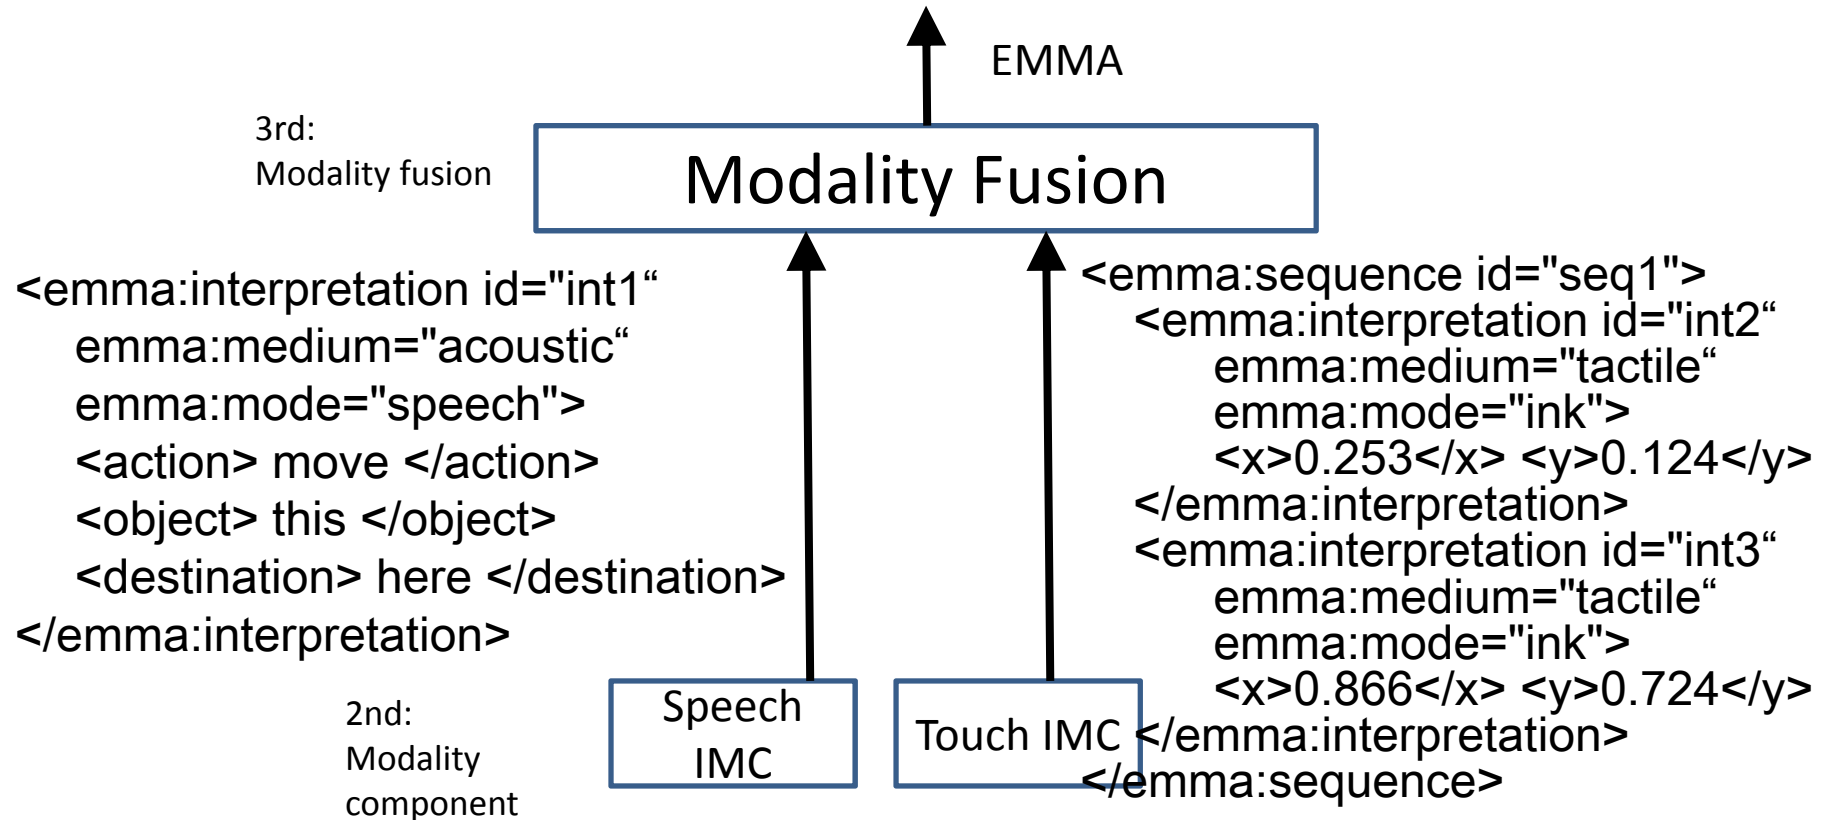 EMMA
3rd:
Modality fusion
Modality Fusion
<emma:interpretation id="int1“
emma:medium="acoustic“
emma:mode="speech">
<action> move </action>
<object> this </object>
<destination> here </destination>
</emma:interpretation>
<emma:sequence id="seq1">
<emma:interpretation id="int2“
emma:medium="tactile“
emma:mode="ink">
<x>0.253</x> <y>0.124</y>
</emma:interpretation>
<emma:interpretation id="int3“
emma:medium="tactile“
emma:mode="ink">
<x>0.866</x> <y>0.724</y>
</emma:interpretation>
</emma:sequence>
2nd:
Modality
component
Speech
IMC
Touch IMC